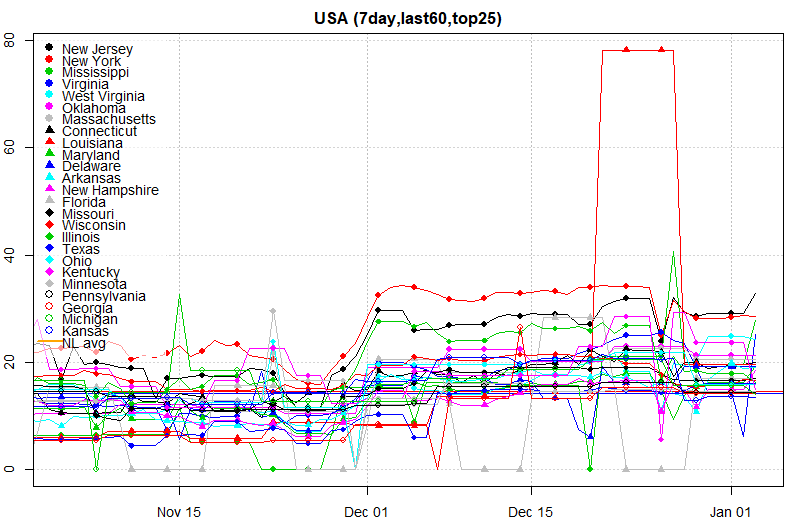 USA (7day,last60,top25)
80
60
40
20
0
New Jersey
New York
Mississippi
Virginia
West Virginia
Oklahoma
Massachusetts
Connecticut
Louisiana
Maryland
Delaware
Arkansas
New Hampshire
Florida
Missouri
Wisconsin
Illinois
Texas
Ohio
Kentucky
Minnesota
Pennsylvania
Georgia
Michigan
Kansas
NL avg
Nov 15 Dec 01 Dec 15 Jan 01